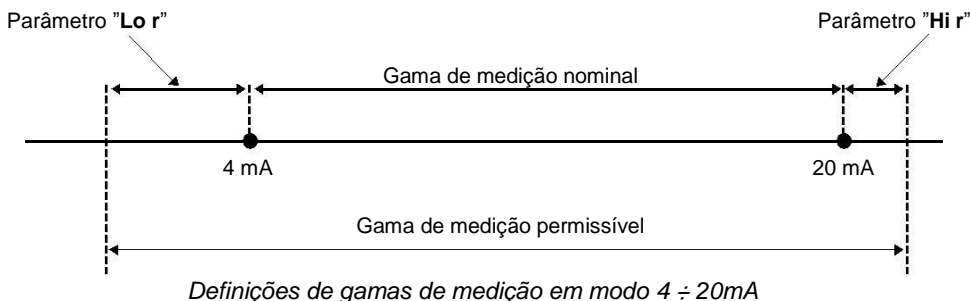 Parâmetro ”Lo r”
Parâmetro ”Hi r”
Gama de medição nominal
4 mA
20 mA
Gama de medição permissível
Definições de gamas de medição em modo 4 ÷ 20mA